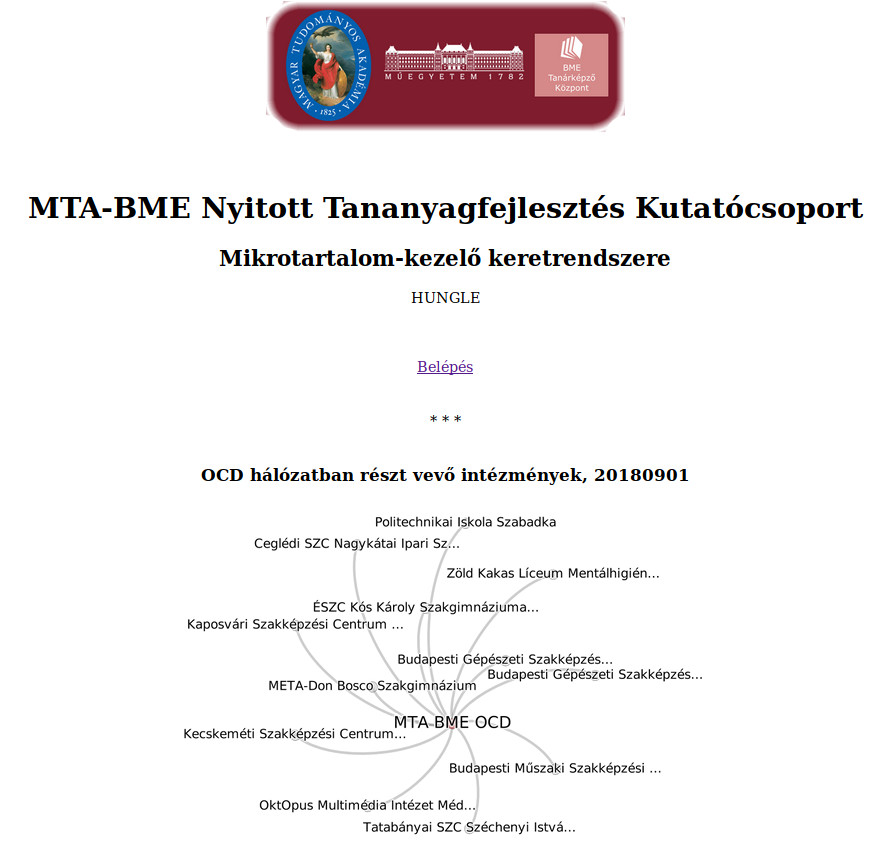 MAGYAR TUDOMÁNYOS AKADÉMIA
· 1825 ·
MŰEGYETEM 1782
BME
Tanárképző
Központ
MTA-BME Nyitott Tananyagfejlesztés Kutatócsoport
Mikrotartalom-kezelő keretrendszere
HUNGLE
Belépés
* * *
OCD hálózatban részt vevő intézmények, 20180901
Politechnikai Iskola Szabadka
Ceglédi SZC Nagykátai Ipari Sz...
Zöld Kakas Líceum Mentálhigién...
ÉSZC Kós Károly Szakgimnáziuma...
Kaposvári Szakképzési Centrum ...
Budapesti Gépészeti Szakképzés...
Budapesti Gépészeti Szakképzés...
META-Don Bosco Szakgimnázium
MTA-BME OCD
Kecskeméti Szakképzési Centrum...
Budapesti Műszaki Szakképzési ...
OktOpus Multimédia Intézet Méd...
Tatabányai SZC Széchenyi Istvá...